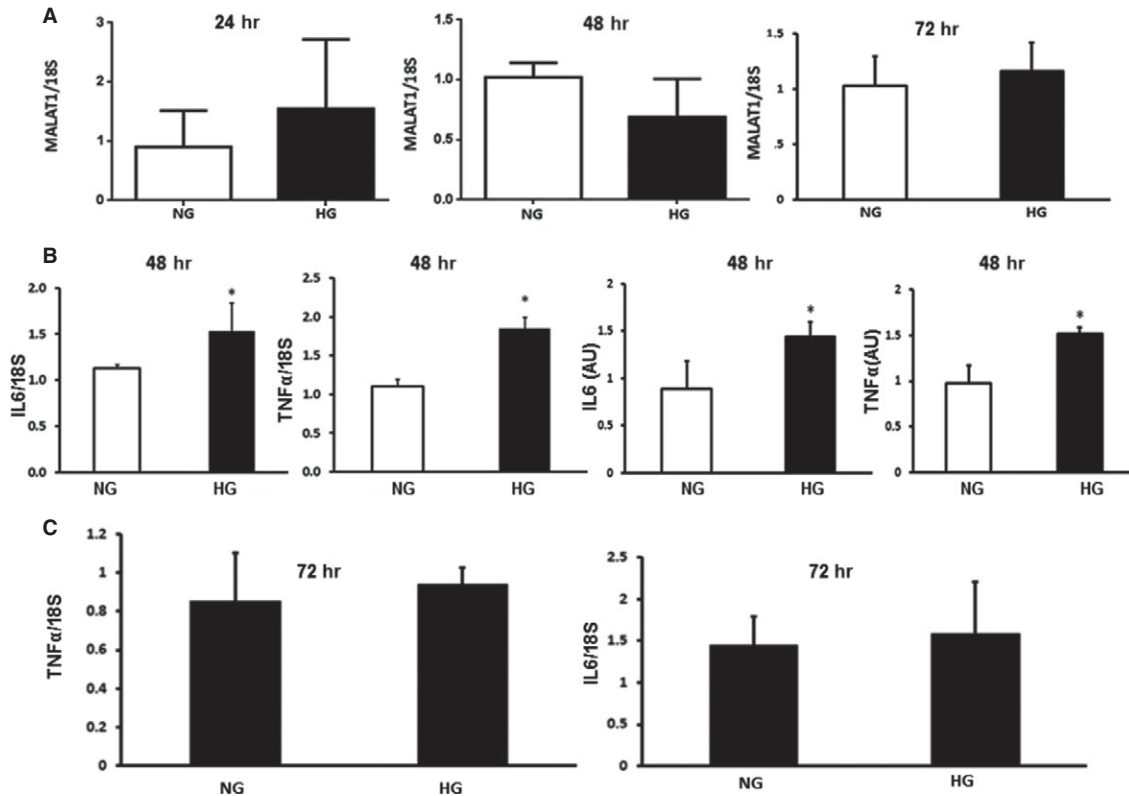 A
24 hr
MALAT1/18S
3
2
1
0
NG
HG
48 hr
MALAT1/18S
1.5
1.0
0.5
0.0
NG
HG
72 hr
MALAT1/18S
1.5
1
.5
0
NG
HG
B
48 hr
IL6/18S
2.0
1.5
1.0
0.5
0.0
*
NG
HG
48 hr
TNFα/18S
2.5
2.0
1.5
1.0
0.5
0.0
*
NG
HG
48 hr
IL6 (AU)
2
1.5
1
0.5
0
*
NG
HG
48 hr
TNFα(AU)
2
1.5
1
0.5
0
*
NG
HG
C
72 hr
TNFα/18S
1.2
1
0.8
0.6
0.4
0.2
0
NG
HG
72 hr
IL6/18S
2.5
2
1.5
1
0.5
0
NG
HG